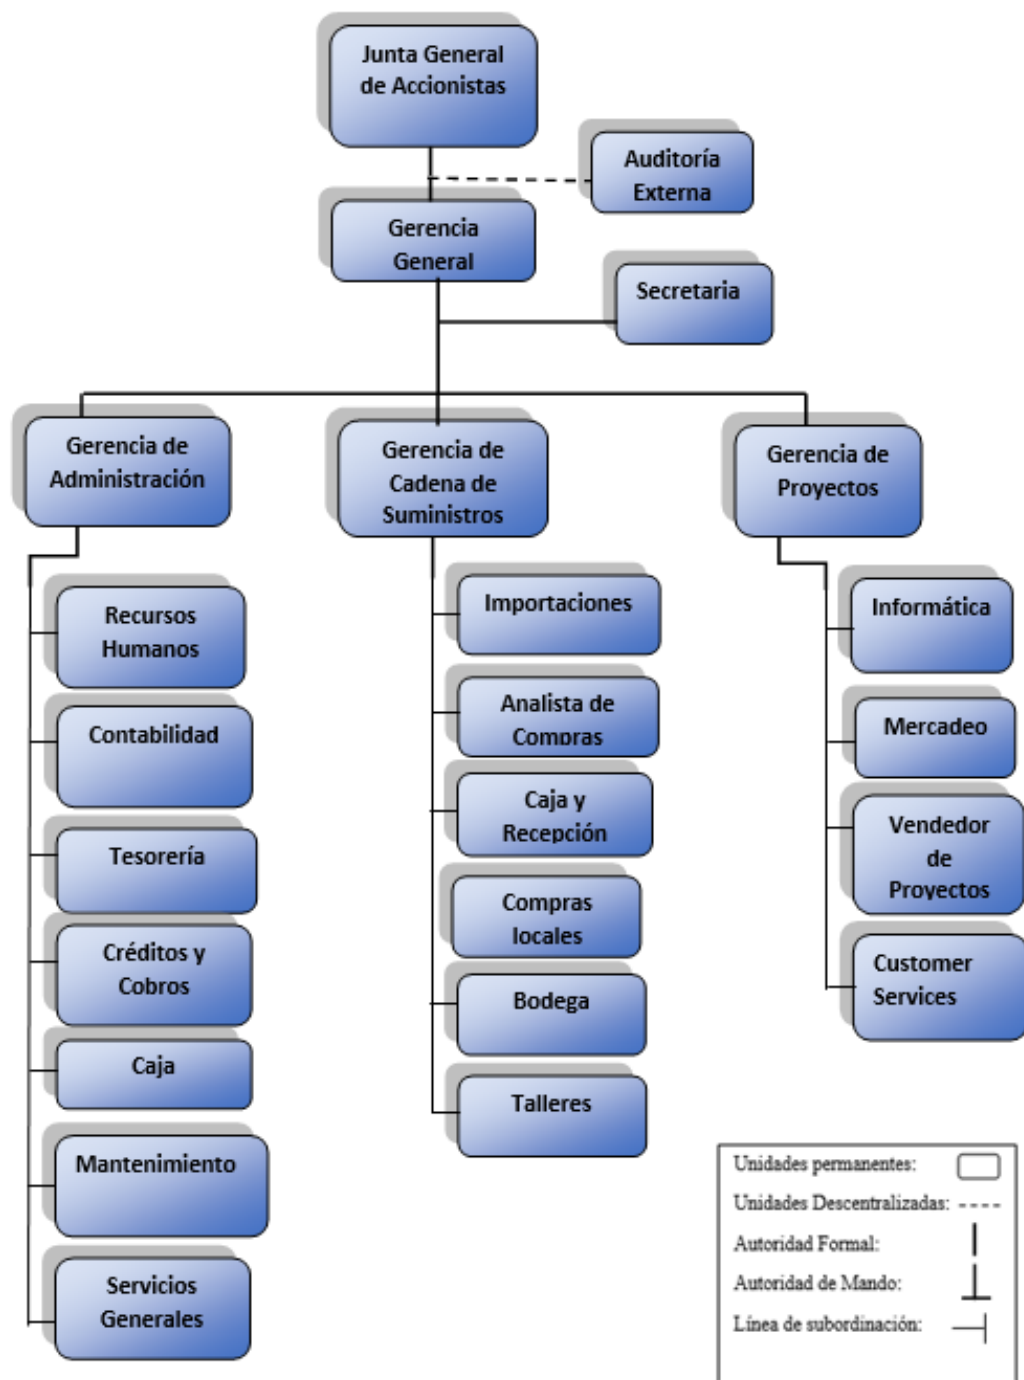 Junta General
de Accionistas
Auditoría
Externa
Gerencia
General
Secretaria
Gerencia de
Administración
Gerencia de
Cadena de
Suministros
Gerencia de
Proyectos
Recursos
Humanos
Contabilidad
Tesorería
Créditos y
Cobros
Caja
Mantenimiento
Servicios
Generales
Importaciones
Analista de
Compras
Caja y
Recepción
Compras
locales
Bodega
Talleres
Informática
Mercadeo
Vendedor
de
Proyectos
Customer
Services
Unidades permanentes:
Unidades Descentralizadas:
Autoridad Formal:
Autoridad de Mando:
Línea de subordinación: